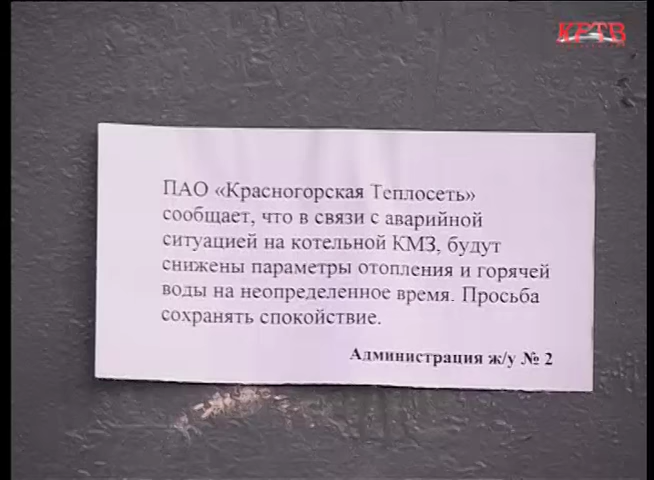 КРТВ
ПАО «Красногорская Теплосеть»
сообщает, что в связи с аварийной
ситуацией на котельной КМЗ, будут
снижены параметры отопления и горячей
воды на неопределенное время. Просьба
сохранять спокойствие.
Администрация ж/у № 2